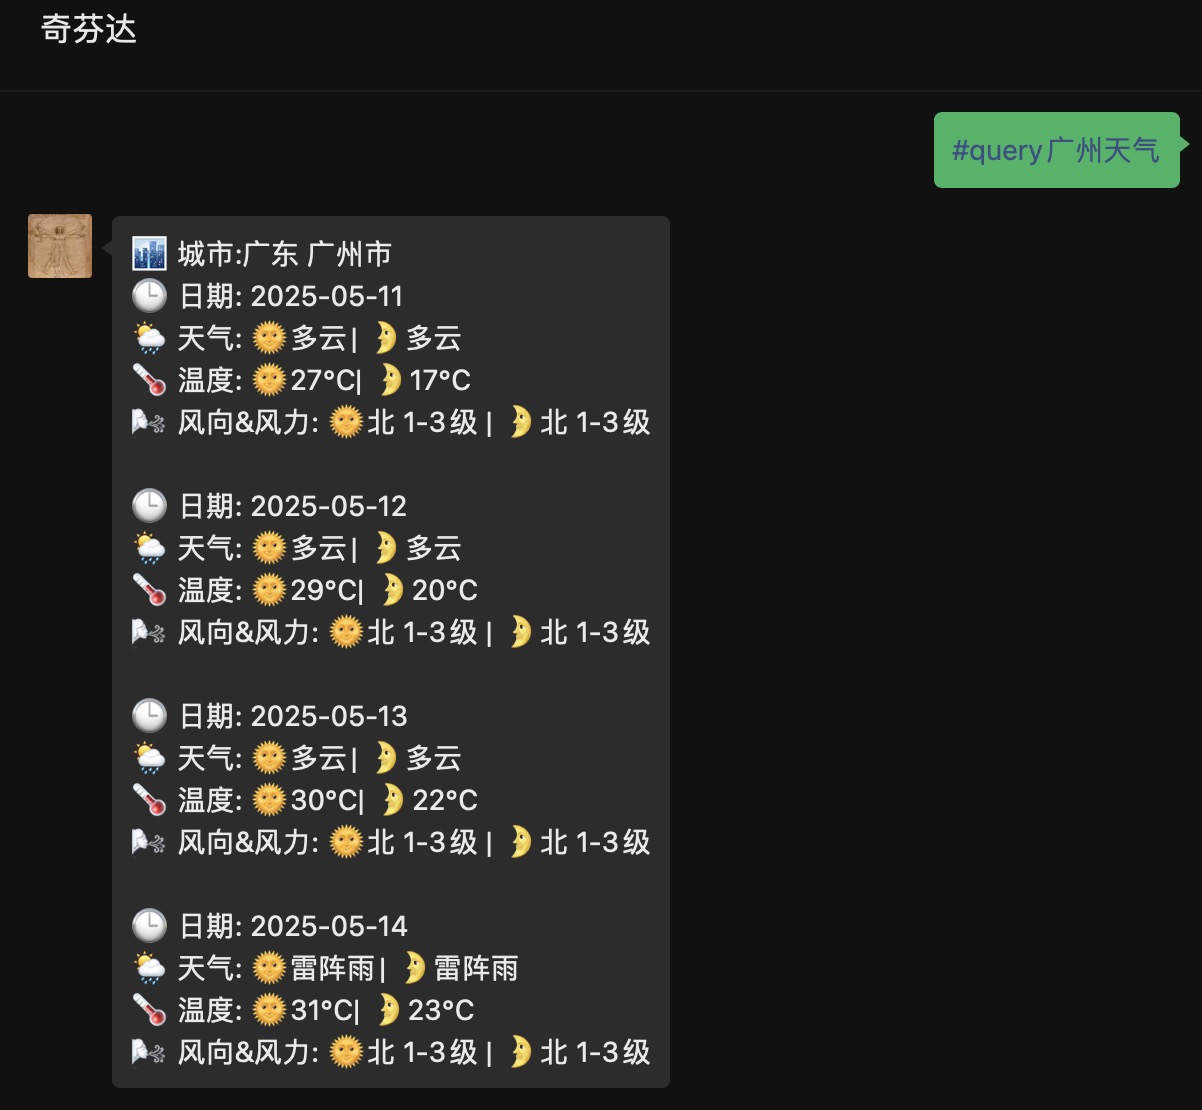 奇芬达
#query广州天气
🏙️ 城市:广东 广州市
🕒 日期: 2025-05-11
🌦️ 天气: 🌞多云| 🌛多云
🌡️ 温度: 🌞27°C| 🌛17°C
🌬️ 风向&风力: 🌞北 1-3级 | 🌛北 1-3级
🕒 日期: 2025-05-12
🌦️ 天气: 🌞多云| 🌛多云
🌡️ 温度: 🌞29°C| 🌛20°C
🌬️ 风向&风力: 🌞北 1-3级 | 🌛北 1-3级
🕒 日期: 2025-05-13
🌦️ 天气: 🌞多云| 🌛多云
🌡️ 温度: 🌞30°C| 🌛22°C
🌬️ 风向&风力: 🌞北 1-3级 | 🌛北 1-3级
🕒 日期: 2025-05-14
🌦️ 天气: 🌞雷阵雨| 🌛雷阵雨
🌡️ 温度: 🌞31°C| 🌛23°C
🌬️ 风向&风力: 🌞北 1-3级 | 🌛北 1-3级